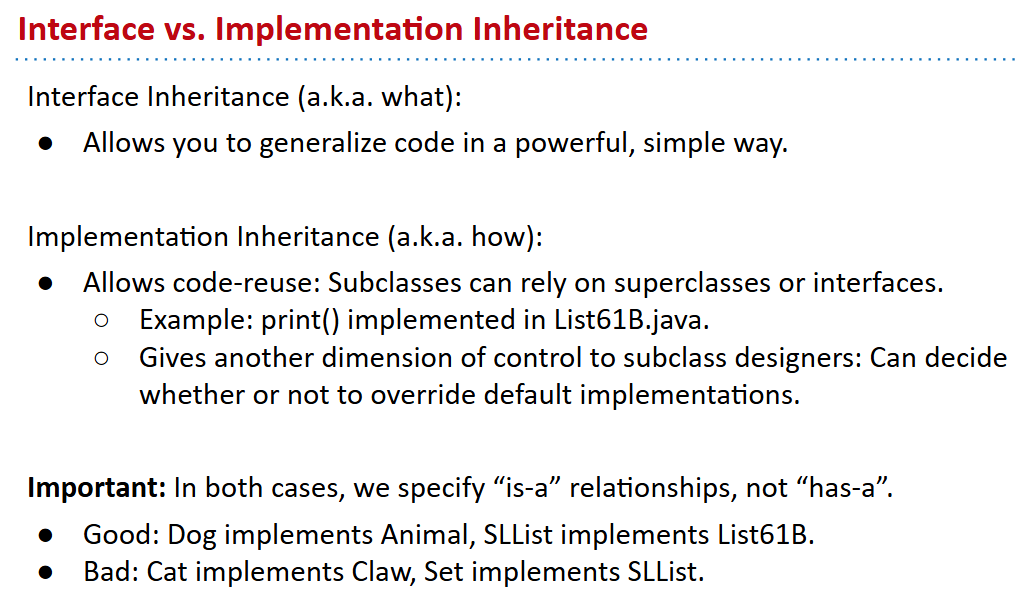 Interface vs. Implementation Inheritance
Interface Inheritance (a.k.a. what):
● Allows you to generalize code in a powerful, simple way.
Implementation Inheritance (a.k.a. how):
● Allows code-reuse: Subclasses can rely on superclasses or interfaces.
○ Example: print() implemented in List61B.java.
○ Gives another dimension of control to subclass designers: Can decide
whether or not to override default implementations.
Important: In both cases, we specify “is-a” relationships, not “has-a”.
● Good: Dog implements Animal, SLList implements List61B.
● Bad: Cat implements Claw, Set implements SLList.